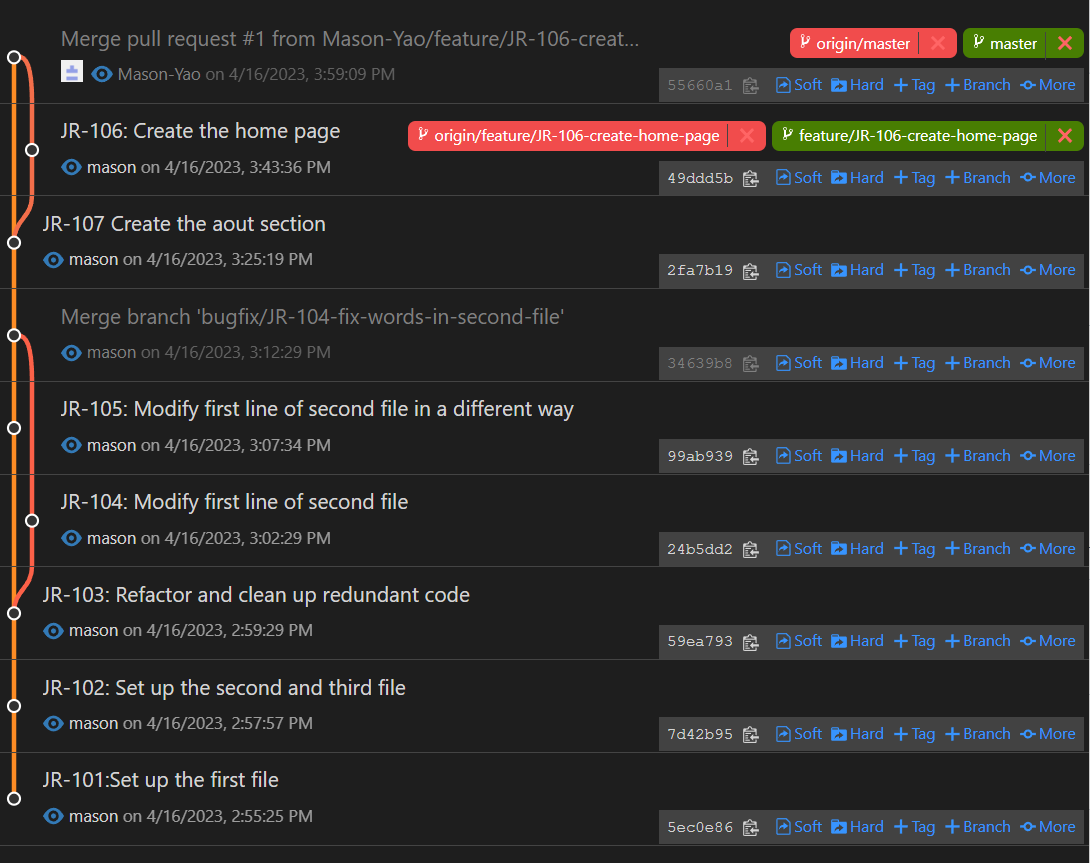 Merge pull request #1 from Mason-Yao/feature/JR-106-creat... origin/master master
Mason-Yao on 4/16/2023, 3:59:09 PM
55660a1 Soft Hard Tag Branch More
JR-106: Create the home page origin/feature/JR-106-create-home-page feature/JR-106-create-home-page
mason on 4/16/2023, 3:43:36 PM
49ddd5b Soft Hard Tag Branch More
JR-107 Create the aout section
mason on 4/16/2023, 3:25:19 PM
2fa7b19 Soft Hard Tag Branch More
Merge branch 'bugfix/JR-104-fix-words-in-second-file'
mason on 4/16/2023, 3:12:29 PM
34639b8 Soft Hard Tag Branch More
JR-105: Modify first line of second file in a different way
mason on 4/16/2023, 3:07:34 PM
99ab939 Soft Hard Tag Branch More
JR-104: Modify first line of second file
mason on 4/16/2023, 3:02:29 PM
24b5dd2 Soft Hard Tag Branch More
JR-103: Refactor and clean up redundant code
mason on 4/16/2023, 2:59:29 PM
59ea793 Soft Hard Tag Branch More
JR-102: Set up the second and third file
mason on 4/16/2023, 2:57:57 PM
7d42b95 Soft Hard Tag Branch More
JR-101:Set up the first file
mason on 4/16/2023, 2:55:25 PM
5ec0e86 Soft Hard Tag Branch More